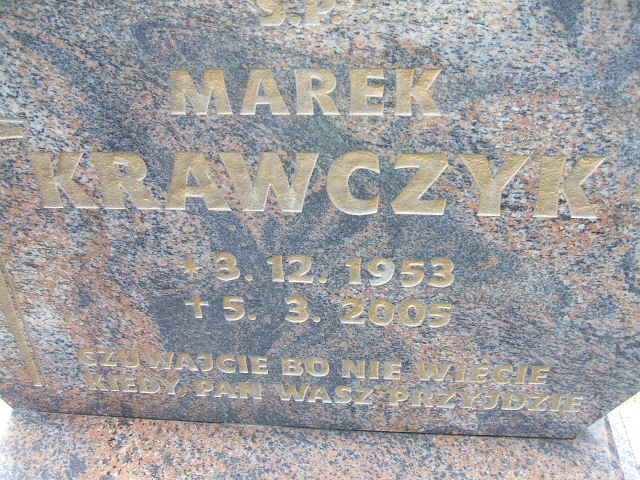 Ś.P.
MAREK
KRAWCZYK
* 3. 12. 1953
+ 5. 3. 2005
CZUWAJCIE BO NIE WIECIE
KIEDY, PAN WASZ PRZYJDZIE